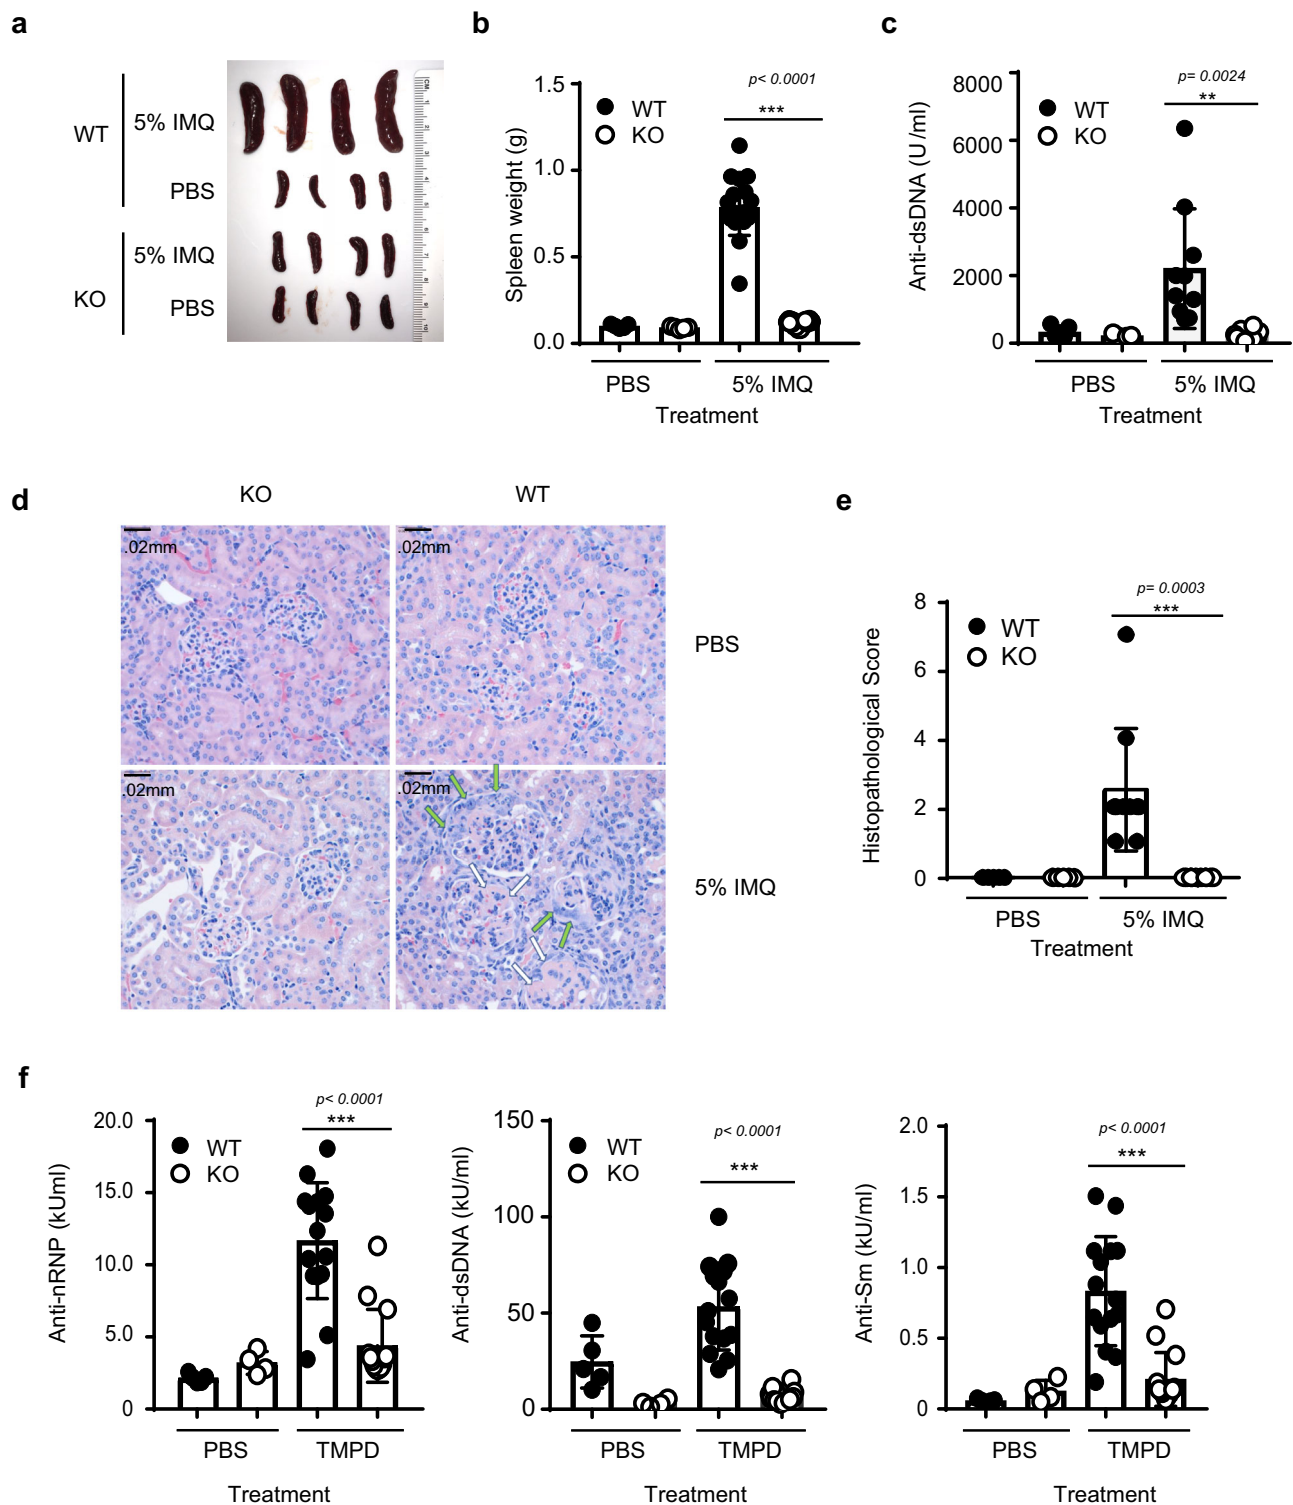 a
WT
5% IMQ
PBS
KO
5% IMQ
PBS
b
p< 0.0001
***
WT
KO
Spleen weight (g)
1.5
1.0
0.5
0.0
PBS
5% IMQ
Treatment
c
p= 0.0024
**
WT
KO
Anti-dsDNA (U /ml)
8000
6000
4000
2000
0
PBS
5% IMQ
Treatment
d
KO
WT
.02mm
.02mm
PBS
.02mm
.02mm
5% IMQ
e
p= 0.0003
***
WT
KO
Histopathological Score
8
6
4
2
0
PBS
5% IMQ
Treatment
f
p< 0.0001
***
WT
KO
Anti-nRNP (kUml)
20.0
15.0
10.0
5.0
0
PBS
TMPD
Treatment
p< 0.0001
***
WT
KO
Anti-dsDNA (kU/ml)
150
100
50
0
PBS
TMPD
Treatment
p< 0.0001
***
Anti-Sm (kU/ml)
2.0
1.5
1.0
0.5
0
PBS
TMPD
Treatment